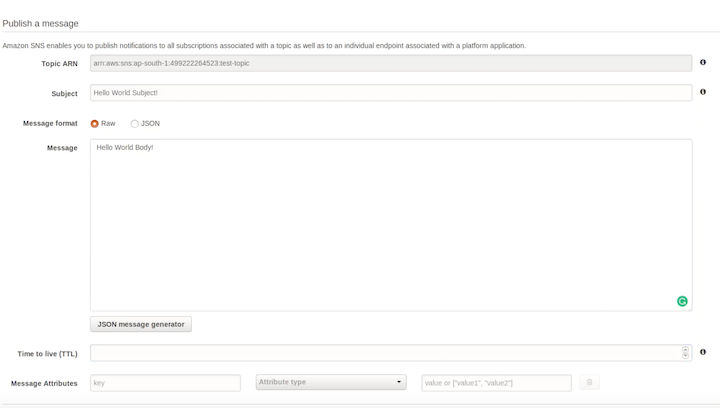 Publish a message
Amazon SNS enables you to publish notifications to all subscriptions associated with a topic as well as to an individual endpoint associated with a platform application.
Topic ARN arn:aws:sns:ap-south-1:499222264523:test-topic
Subject Hello World Subject!
Message format Raw JSON
Message Hello World Body!
JSON message generator
Time to live (TTL)
Message Attributes key Attribute type value or ["value1", "value2"]